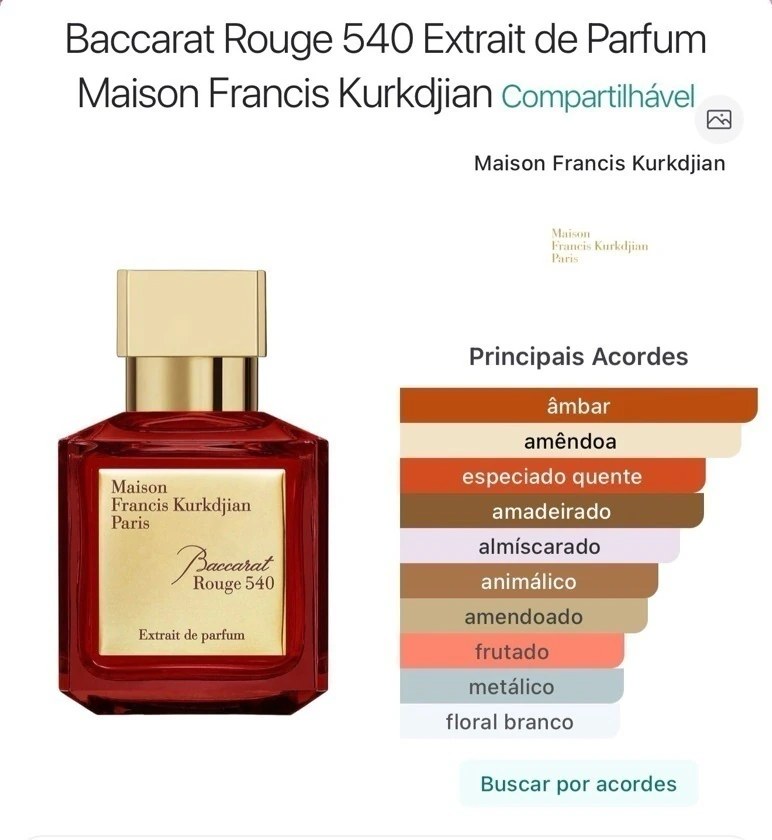 Baccarat Rouge 540 Extrait de Parfum
Maison Francis Kurkdjian Compartilhável
Maison Francis Kurkdjian
Maison
Francis Kurkdjian
Paris
Principais Acordes
âmbar
amêndoa
especiado quente
amadeirado
almíscarado
animálico
amendoado
frutado
metálico
floral branco
Buscar por acordes
Maison
Francis Kurkdjian
Paris
Baccarat
Rouge 540
Extrait de parfum